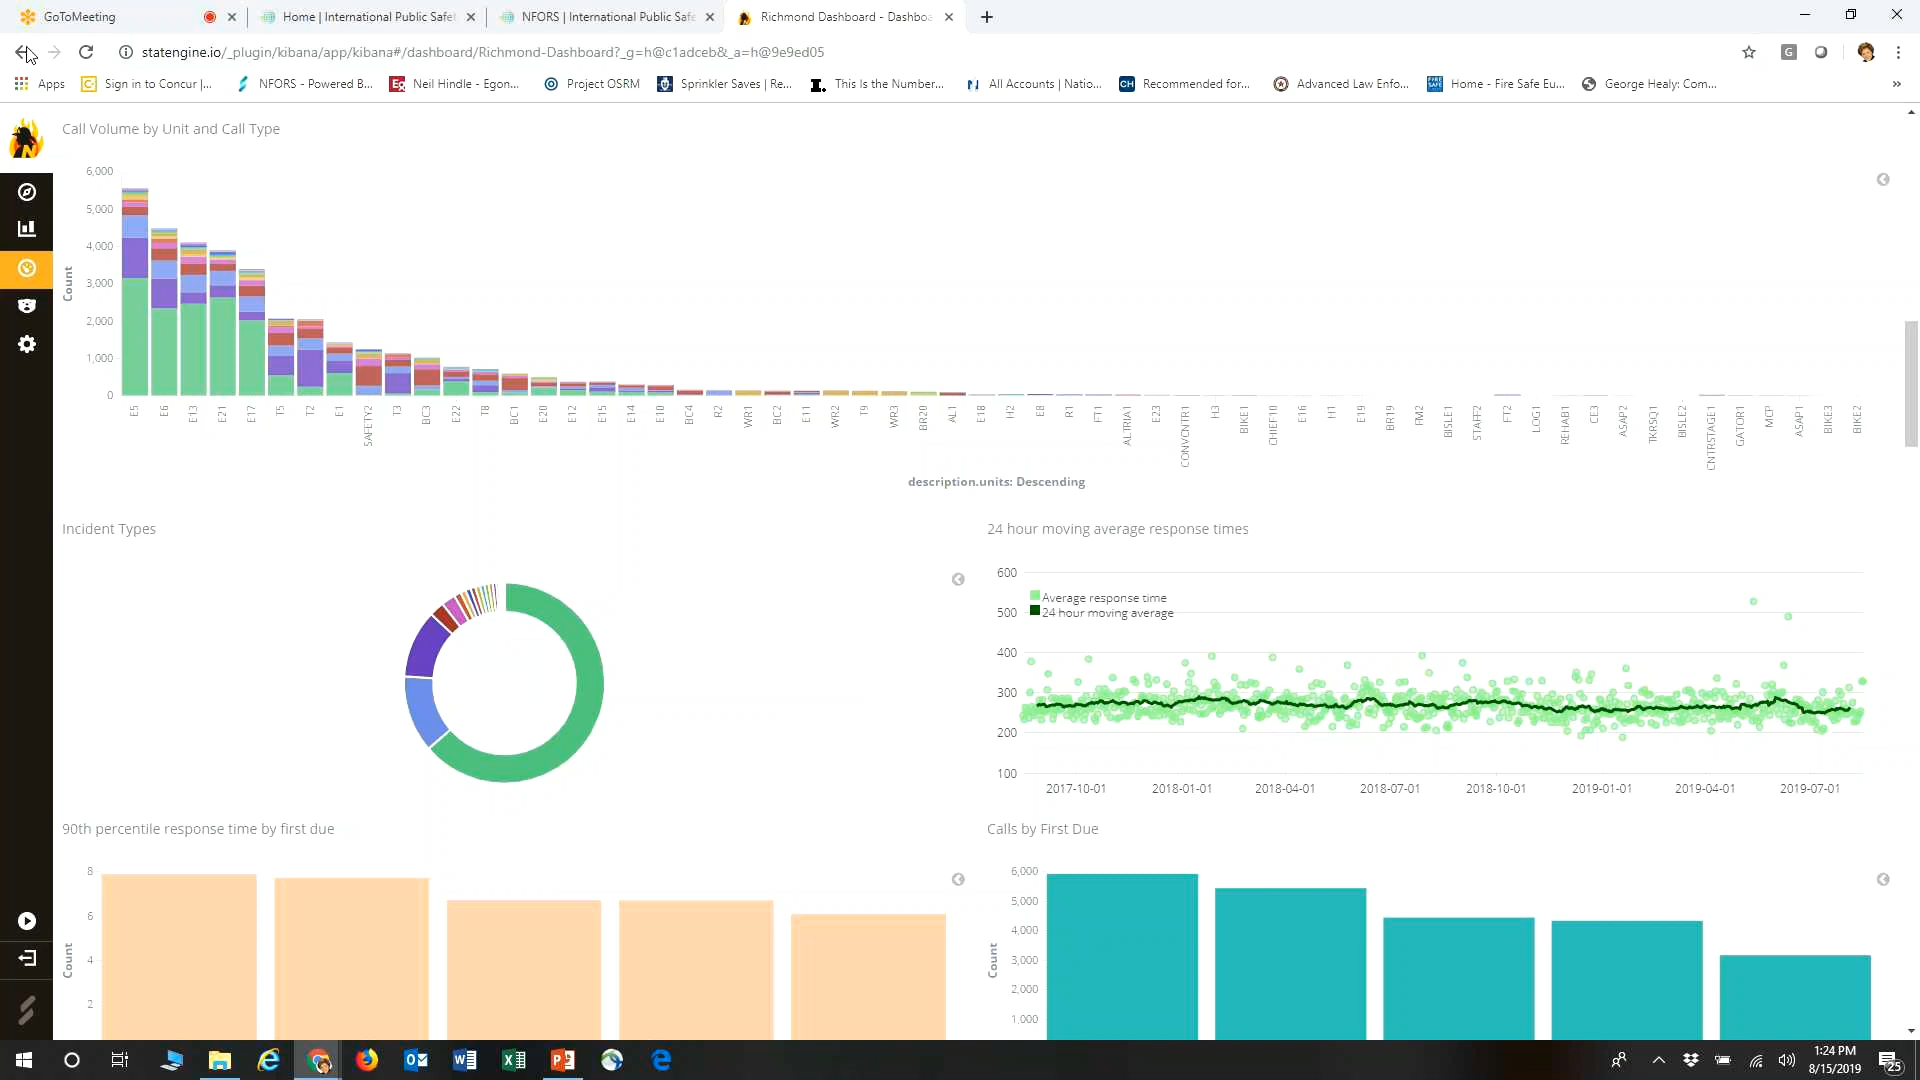 GoToMeeting
Home | International Public Safet
NFORS | International Public Safe
Richmond Dashboard - Dashboa
statengine.io/_plugin/kibana/app/kibana#/dashboard/Richmond-Dashboard?_g=h@c1adceb&_a=h@9e9ed05
Apps
Sign in to Concur |...
NFORS - Powered B...
Neil Hindle - Egon...
Project OSRM
Sprinkler Saves | Re...
This Is the Number...
All Accounts | Natio...
Recommended for...
Advanced Law Enfo...
Home - Fire Safe Eu...
George Healy: Com...
Call Volume by Unit and Call Type
6,000
5,000
4,000
3,000
2,000
1,000
0
Count
E5
E6
E13
E21
E17
T5
T2
E1
SAFETY2
T3
BC3
E22
T8
BC1
E20
E12
E15
E14
E10
BC4
R2
WR1
BC2
E11
WR2
T9
WR3
BR20
AL1
E18
H2
E8
R1
FT1
ALTRIA1
E23
CONVCNTR1
H3
BIKE1
CHIEF10
E16
H1
E19
BR19
FM2
BISLE1
STAFF2
FT2
LOG1
REHAB1
CE3
ASAP2
TKRSQ1
BISLE2
CNTRSTAGE1
GATOR1
MCP
ASAP1
BIKE3
BIKE2
description.units: Descending
Incident Types
24 hour moving average response times
600
500
400
300
200
100
Average response time
24 hour moving average
2017-10-01
2018-01-01
2018-04-01
2018-07-01
2018-10-01
2019-01-01
2019-04-01
2019-07-01
90th percentile response time by first due
8
6
4
2
Count
Calls by First Due
6,000
5,000
4,000
3,000
2,000
1,000
Count
1:24 PM
8/15/2019
25